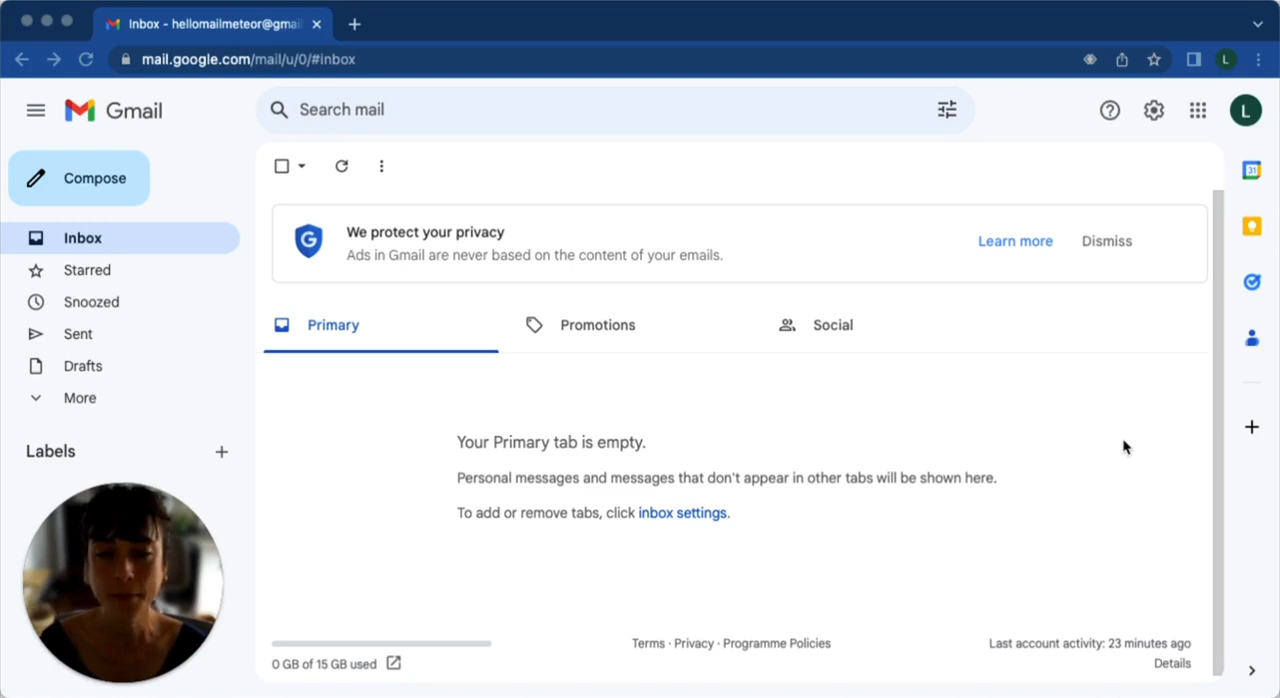 Inbox - hellomailmeteor@gmai
mail.google.com/mail/u/0/#inbox
L
Gmail
Search mail
L
Compose
31
Inbox
Starred
Snoozed
Sent
Drafts
More
Labels
G
We protect your privacy
Ads in Gmail are never based on the content of your emails.
Learn more
Dismiss
Primary
Promotions
Social
Your Primary tab is empty.
Personal messages and messages that don't appear in other tabs will be shown here.
To add or remove tabs, click inbox settings.
0 GB of 15 GB used
Terms · Privacy · Programme Policies
Last account activity: 23 minutes ago
Details